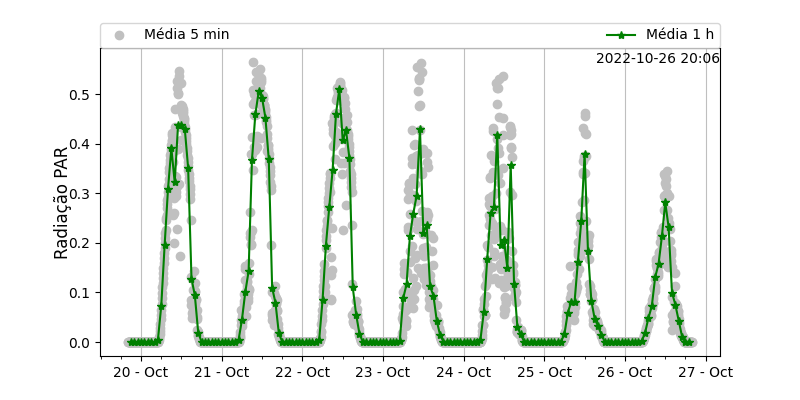 Média 5 min
Média 1 h
2022-10-26 20:06
Radiação PAR
0.5
0.4
0.3
0.2
0.1
0.0
20 - Oct
21 - Oct
22 - Oct
23 - Oct
24 - Oct
25 - Oct
26 - Oct
27 - Oct